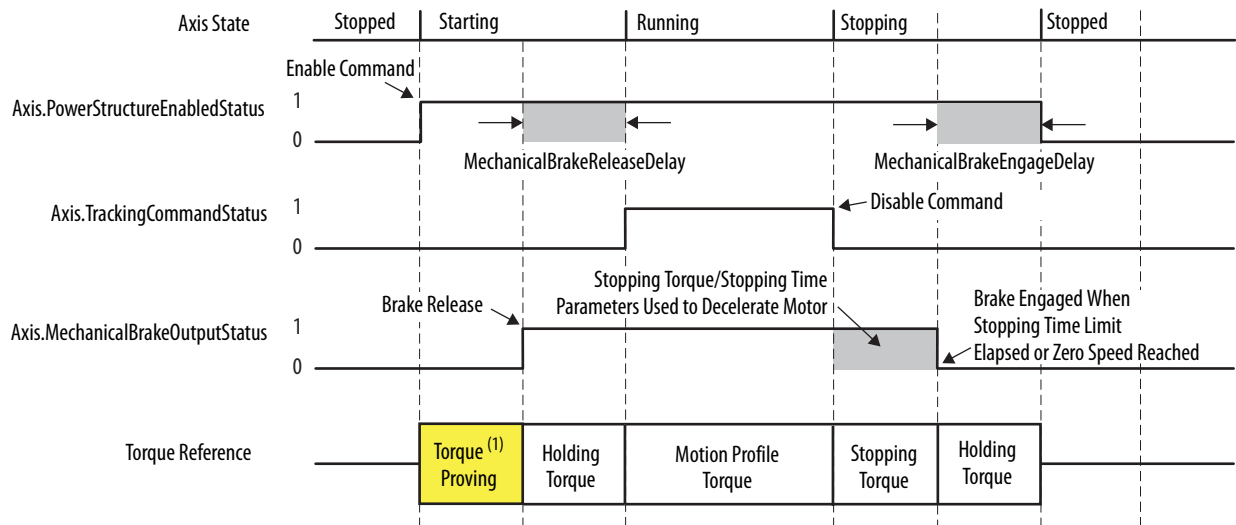 Axis State
Stopped
Starting
Running
Stopping
Stopped
Enable Command
Axis.PowerStructureEnabledStatus
1
0
MechanicalBrakeReleaseDelay
MechanicalBrakeEngageDelay
Axis.TrackingCommandStatus
1
0
Disable Command
Stopping Torque/Stopping Time
Parameters Used to Decelerate Motor
Brake Release
Brake Engaged When
Stopping Time Limit
Elapsed or Zero Speed Reached
Axis.MechanicalBrakeOutputStatus
1
0
Torque Reference
Torque (1)
Proving
Holding
Torque
Motion Profile
Torque
Stopping
Torque
Holding
Torque